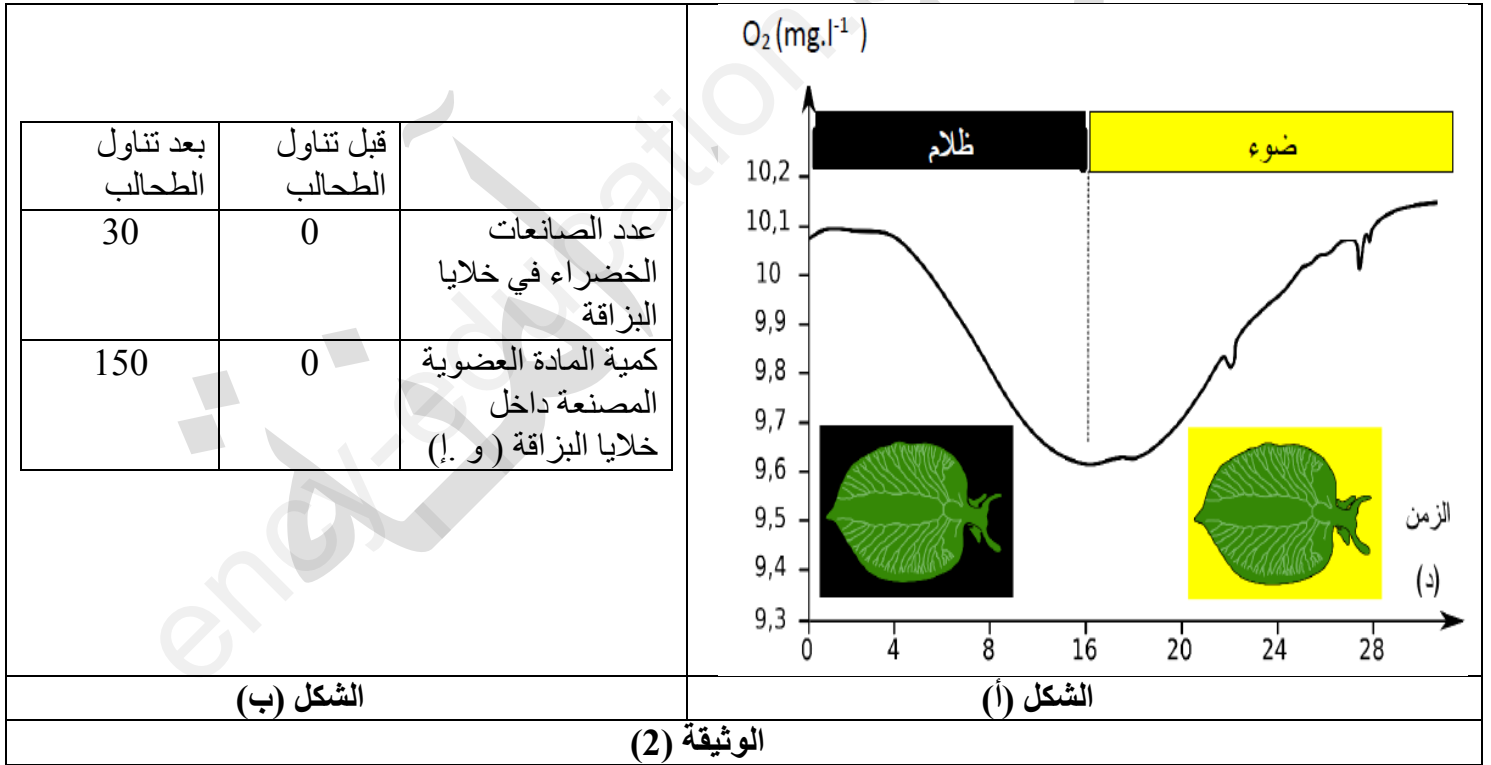 O₂ (mg.l⁻¹ )
ظلام
ضوء
10,2
10,1
10
9,9
9,8
9,7
9,6
9,5
9,4
9,3
0 4 8 16 20 24 28
الزمن
(د)
قبل تناول
الطحالب
بعد تناول
الطحالب
عدد الصانعات
الخضراء في خلايا
البزاقة
0
30
كمية المادة العضوية
المصنعة داخل
خلايا البزاقة ( و .إ)
0
150
الشكل (أ)
الشكل (ب)
الوثيقة (2)
ency-education